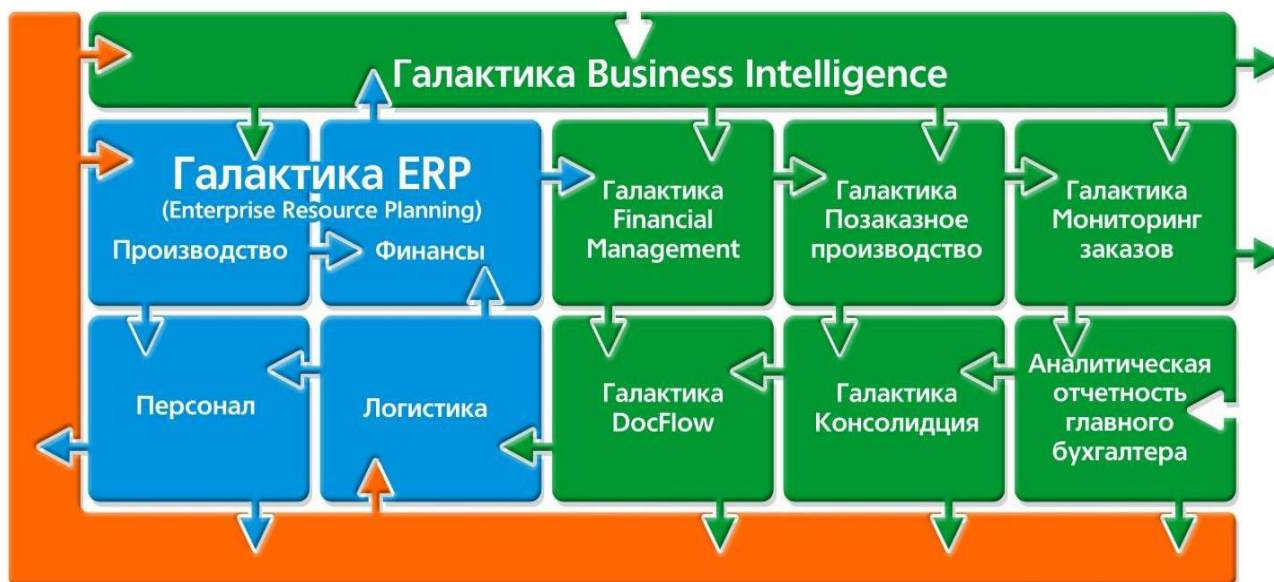 Галактика Business Intelligence
Галактика ERP
(Enterprise Resource Planning)
Производство
Финансы
Галактика
Financial
Management
Галактика
Позаказное
производство
Галактика
Мониторинг
заказов
Персонал
Логистика
Галактика
DocFlow
Галактика
Консолидция
Аналитическая
отчетность
главного
бухгалтера